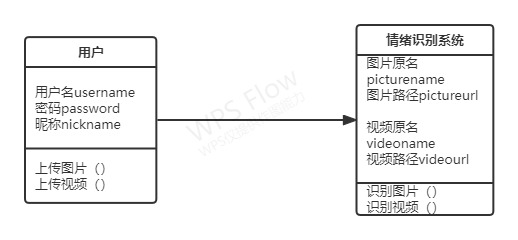 用户
用户名username
密码password
昵称nickname
上传图片（）
上传视频（）
情绪识别系统
图片原名
picturename
图片路径pictureurl
视频原名
videoname
视频路径videourl
识别图片（）
识别视频（）
WPS Flow